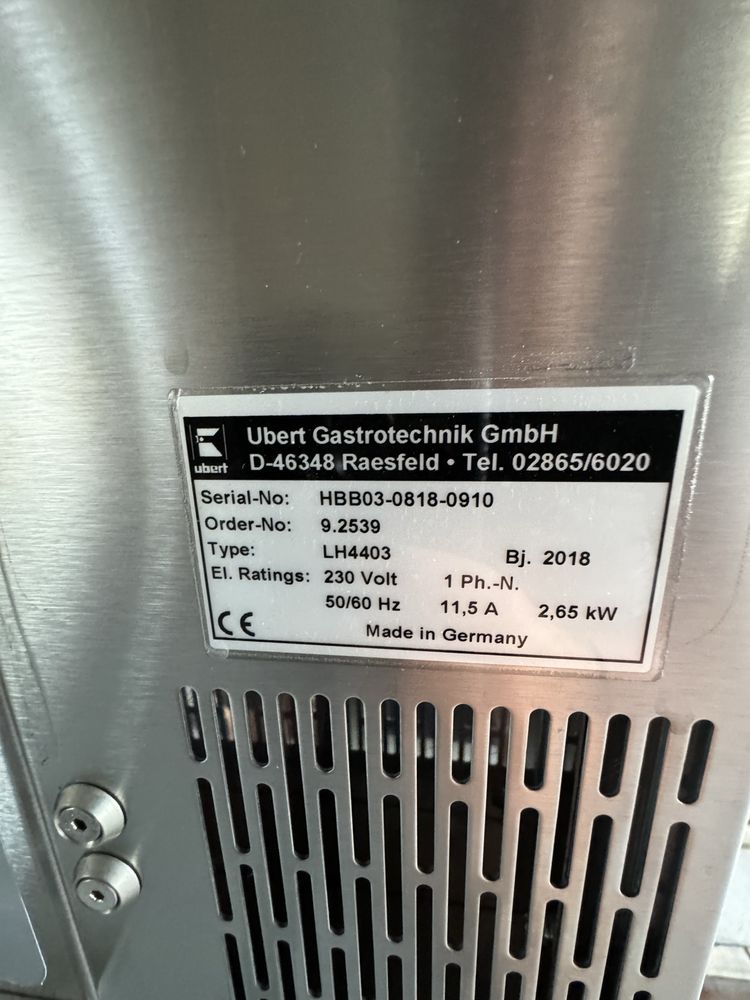 Ubert Gastrotechnik GmbH
ubert D-46348 Raesfeld • Tel. 02865/6020
Serial-No: HBB03-0818-0910
Order-No: 9.2539
Type: LH4403 Bj. 2018
El. Ratings: 230 Volt 1 Ph.-N.
50/60 Hz 11,5 A 2,65 kW
CE Made in Germany